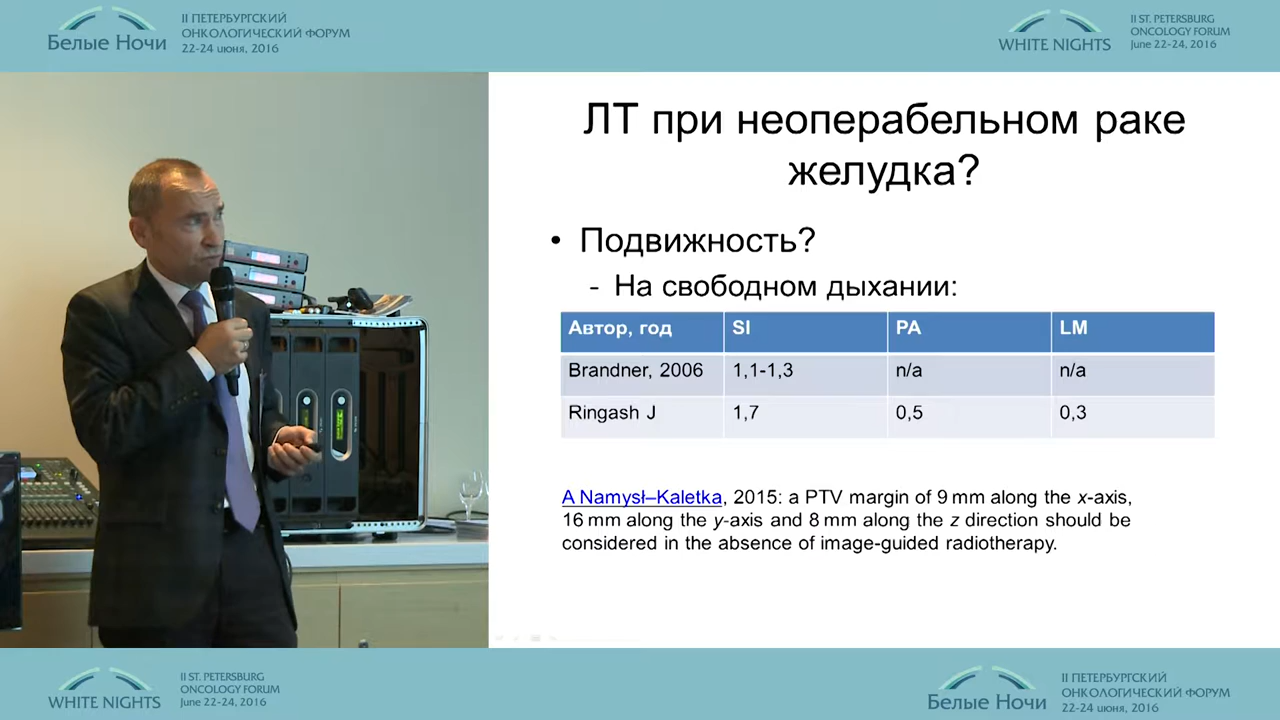 Белые Ночи
II ПЕТЕРБУРГСКИЙ
ОНКОЛОГИЧЕСКИЙ ФОРУМ
22-24 июня, 2016
WHITE NIGHTS
II ST. PETERSBURG
ONCOLOGY FORUM
June 22-24, 2016
ЛТ при неоперабельном раке
желудка?
• Подвижность?
- На свободном дыхании:
Автор, год SI PA LM
Brandner, 2006 1,1-1,3 n/a n/a
Ringash J 1,7 0,5 0,3
A Namysł–Kaletka, 2015: a PTV margin of 9 mm along the x-axis,
16 mm along the y-axis and 8 mm along the z direction should be
considered in the absence of image-guided radiotherapy.
WHITE NIGHTS
II ST. PETERSBURG
ONCOLOGY FORUM
June 22-24, 2016
Белые Ночи
II ПЕТЕРБУРГСКИЙ
ОНКОЛОГИЧЕСКИЙ ФОРУМ
22-24 июня, 2016